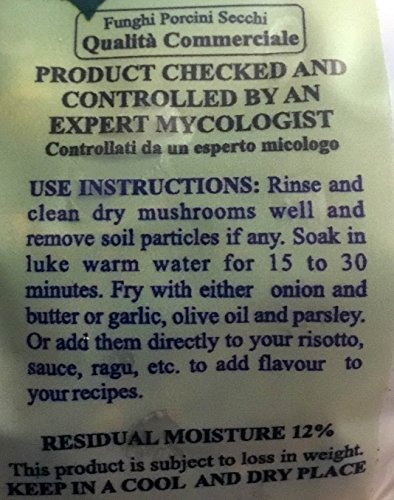 Funghi Porcini Secchi
Qualità Commerciale
PRODUCT CHECKED AND
CONTROLLED BY AN
EXPERT MYCOLOGIST
Controllati da un esperto micologo
USE INSTRUCTIONS: Rinse and
clean dry mushrooms well and
remove soil particles if any. Soak in
luke warm water for 15 to 30
minutes. Fry with either onion and
butter or garlic, olive oil and parsley.
Or add them directly to your risotto,
sauce, ragu, etc. to add flavour to
your recipes.
RESIDUAL MOISTURE 12%
This product is subject to loss in weight.
KEEP IN A COOL AND DRY PLACE